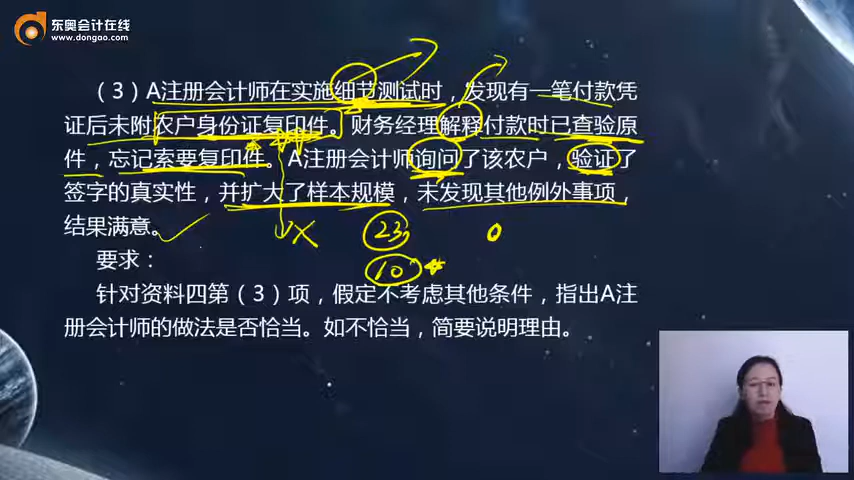 东奥会计在线
www.dongao.com
（3）A注册会计师在实施细节测试时，发现有一笔付款凭
证后未附农户身份证复印件。财务经理解释付款时已查验原
件，忘记索要复印件。A注册会计师询问了该农户，验证了
签字的真实性，并扩大了样本规模，未发现其他例外事项，
结果满意。
23 0
要求：
10
针对资料四第（3）项，假定不考虑其他条件，指出A注
册会计师的做法是否恰当。如不恰当，简要说明理由。